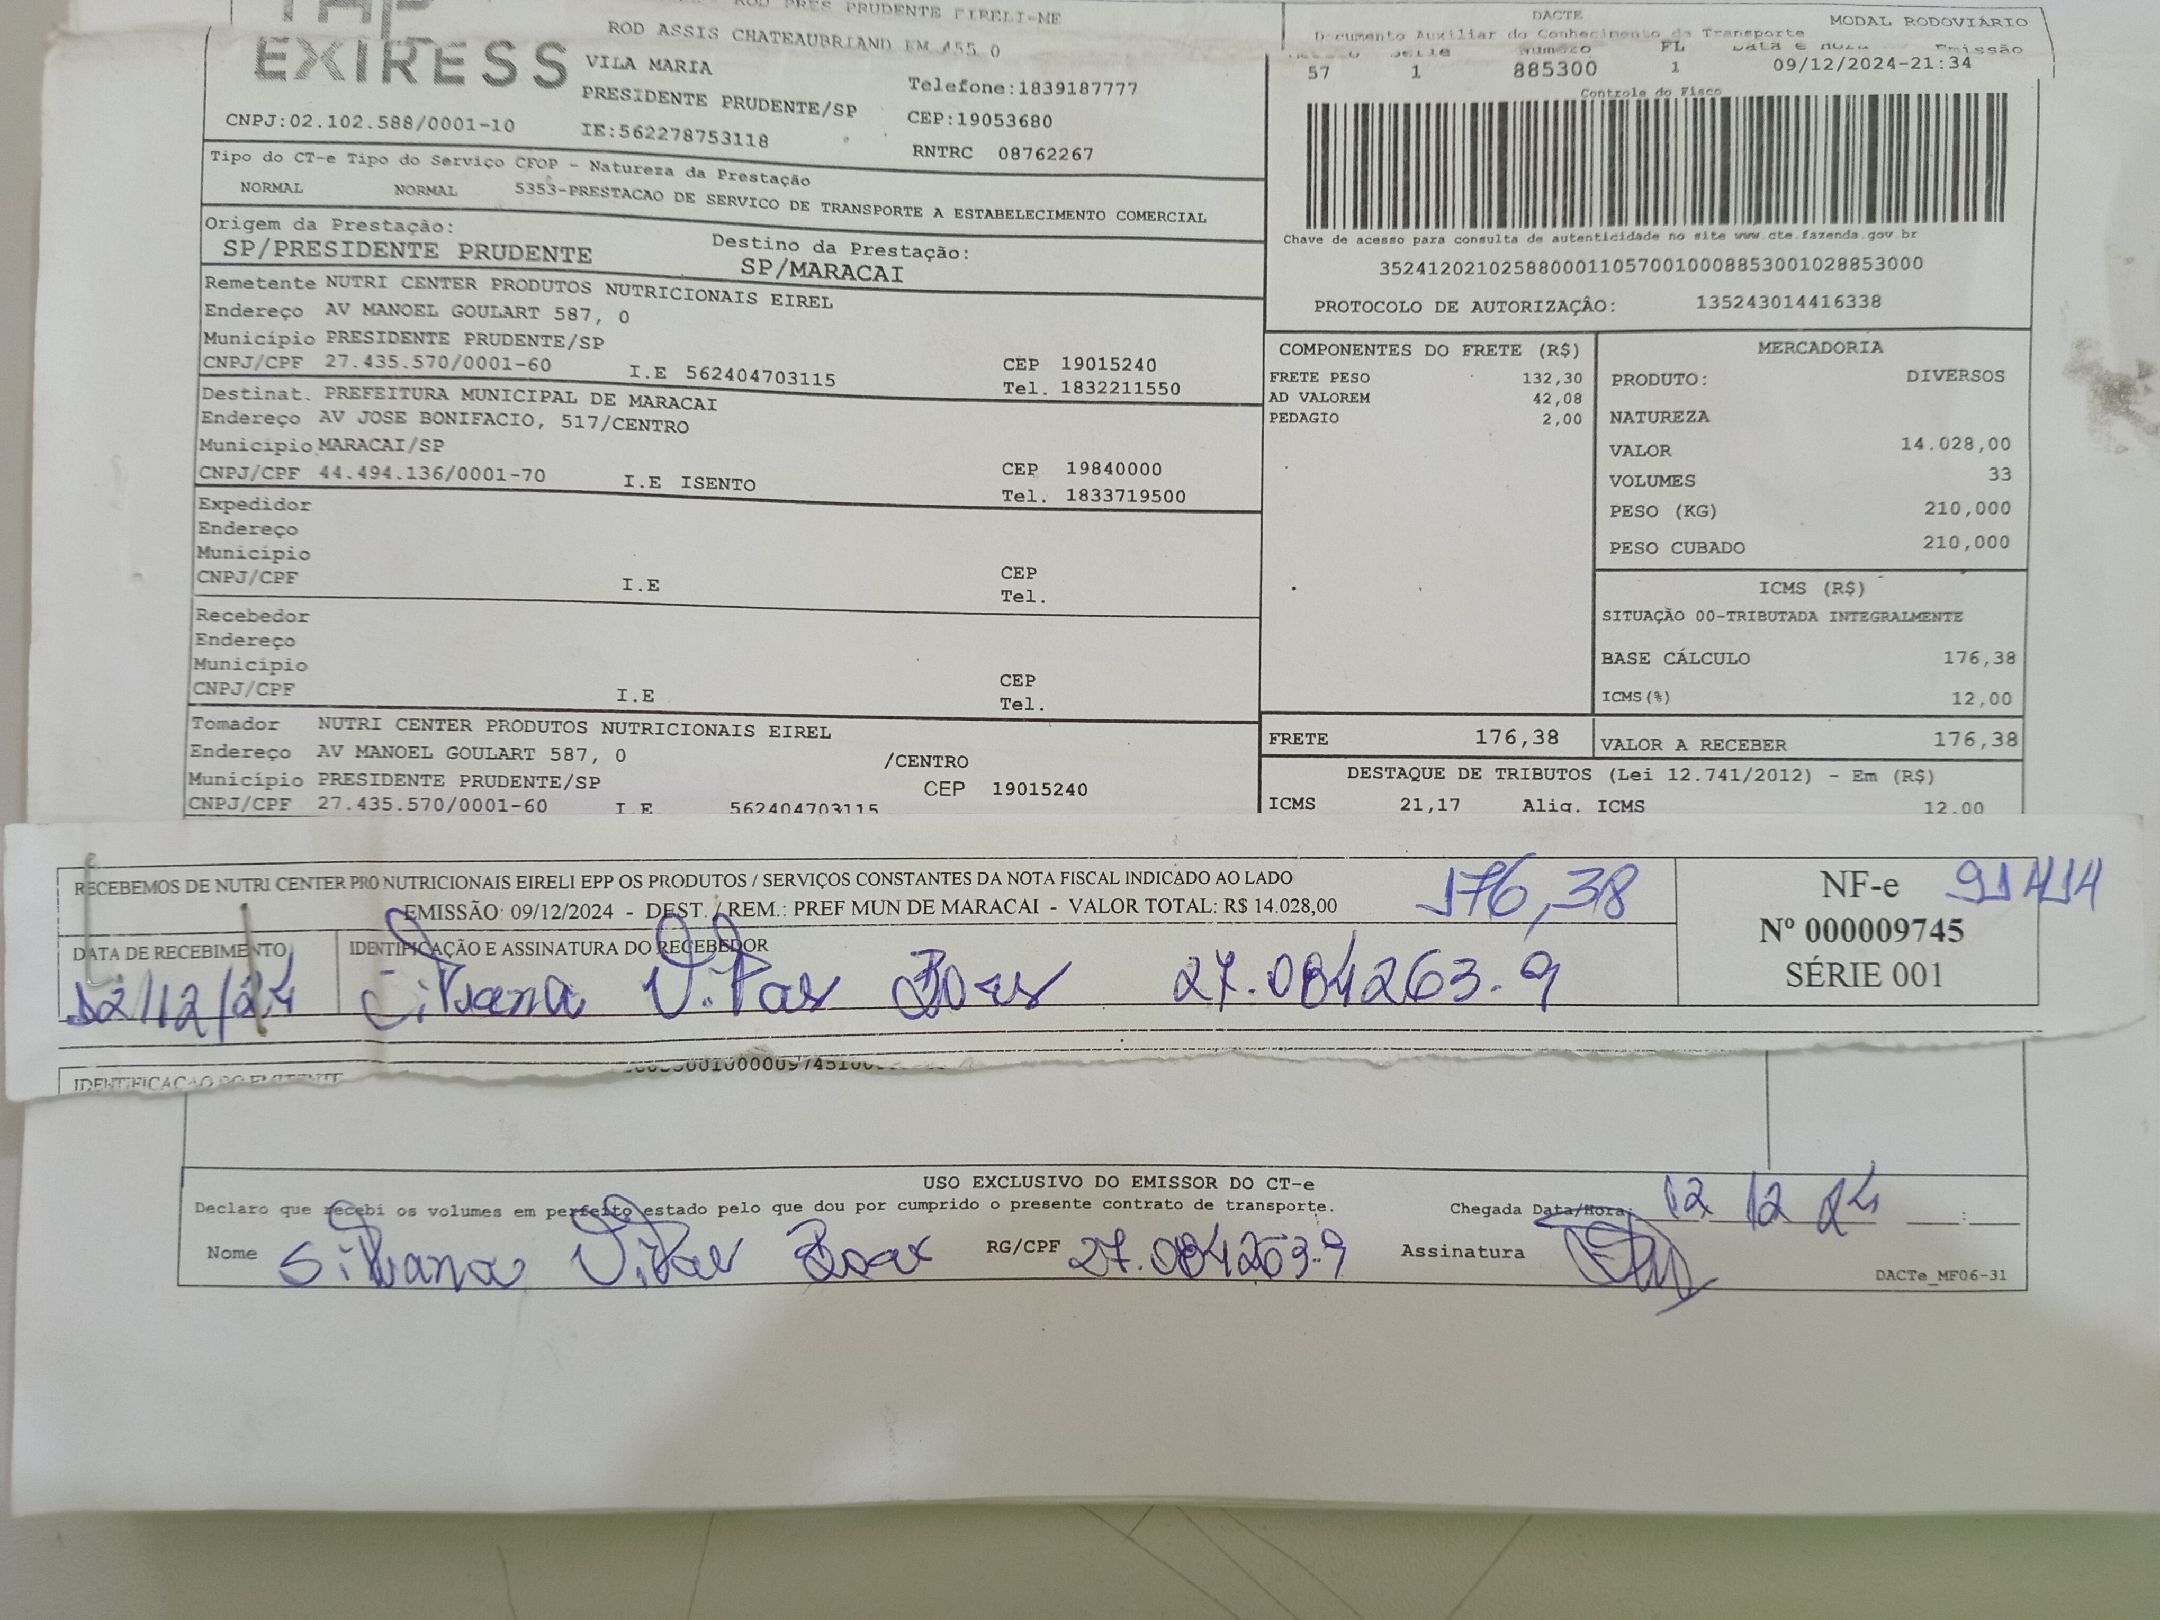 ROD PRES PRUDENTE EIRELI-ME
EXIRESS
ROD ASSIS CHATEAUBRIAND KM 455 0
VILA MARIA
Telefone:1839187777
PRESIDENTE PRUDENTE/SP
CEP:19053680
CNPJ:02.102.588/0001-10 IE:562278753118
RNTRC 08762267
DACTE MODAL RODOVIÁRIO
Documento Auxiliar do Conhecimento de Transporte
Número FL Data e Hora Emissão
57 1 885300 1 09/12/2024-21:34
Controle do Fisco
Chave de acesso para consulta de autenticidade no site www.cte.fazenda.gov.br
35241202102588000110570010008853001028853000
PROTOCOLO DE AUTORIZAÇÃO: 135243014416338
Tipo do CT-e Tipo do Serviço CFOP - Natureza da Prestação
NORMAL NORMAL 5353-PRESTACAO DE SERVICO DE TRANSPORTE A ESTABELECIMENTO COMERCIAL
Origem da Prestação: Destino da Prestação:
SP/PRESIDENTE PRUDENTE SP/MARACAI
Remetente NUTRI CENTER PRODUTOS NUTRICIONAIS EIREL
Endereço AV MANOEL GOULART 587, 0
Município PRESIDENTE PRUDENTE/SP CEP 19015240
CNPJ/CPF 27.435.570/0001-60 I.E 562404703115 Tel. 1832211550
Destinat. PREFEITURA MUNICIPAL DE MARACAI
Endereço AV JOSE BONIFACIO, 517/CENTRO
Município MARACAI/SP CEP 19840000
CNPJ/CPF 44.494.136/0001-70 I.E ISENTO Tel. 1833719500
Expedidor
Endereço
Município CEP
CNPJ/CPF I.E Tel.
Recebedor
Endereço
Município CEP
CNPJ/CPF I.E Tel.
Tomador NUTRI CENTER PRODUTOS NUTRICIONAIS EIREL
Endereço AV MANOEL GOULART 587, 0 /CENTRO
Município PRESIDENTE PRUDENTE/SP CEP 19015240
CNPJ/CPF 27.435.570/0001-60 I.E 562404703115
COMPONENTES DO FRETE (R$)
FRETE PESO 132,30
AD VALOREM 42,08
PEDAGIO 2,00
MERCADORIA
PRODUTO: DIVERSOS
NATUREZA
VALOR 14.028,00
VOLUMES 33
PESO (KG) 210,000
PESO CUBADO 210,000
ICMS (R$)
SITUAÇÃO 00-TRIBUTADA INTEGRALMENTE
BASE CÁLCULO 176,38
ICMS(%) 12,00
FRETE 176,38 VALOR A RECEBER 176,38
DESTAQUE DE TRIBUTOS (Lei 12.741/2012) - Em (R$)
ICMS 21,17 Aliq. ICMS 12.00
RECEBEMOS DE NUTRI CENTER PRO NUTRICIONAIS EIRELI EPP OS PRODUTOS / SERVIÇOS CONSTANTES DA NOTA FISCAL INDICADO AO LADO
EMISSÃO: 09/12/2024 - DEST. / REM.: PREF MUN DE MARACAI - VALOR TOTAL: R$ 14.028,00
176,38
NF-e 91414
Nº 000009745
SÉRIE 001
DATA DE RECEBIMENTO IDENTIFICAÇÃO E ASSINATURA DO RECEBEDOR
12/12/24 Silvana Vilas Boas 27.084263.9
IDENTIFICAÇÃO DO EMITENTE
USO EXCLUSIVO DO EMISSOR DO CT-e
Declaro que recebi os volumes em perfeito estado pelo que dou por cumprido o presente contrato de transporte. Chegada Data/Hora: 12 12 24 :
Nome Silvana Vilas Boas RG/CPF 27.084263.9 Assinatura
DACTe_MF06-31